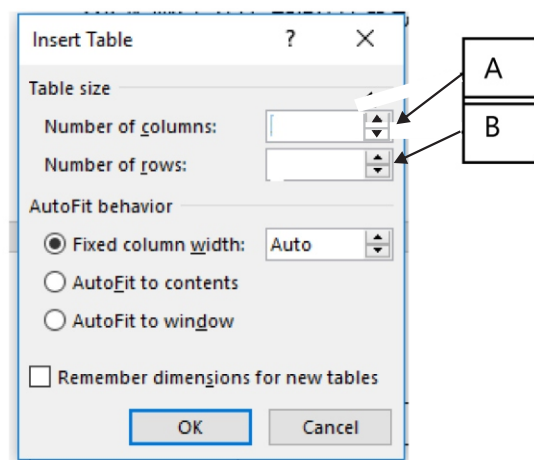 Insert Table ? ×
Table size
Number of columns:
Number of rows:
AutoFit behavior
Fixed column width: Auto
AutoFit to contents
AutoFit to window
Remember dimensions for new tables
OK Cancel
A
B